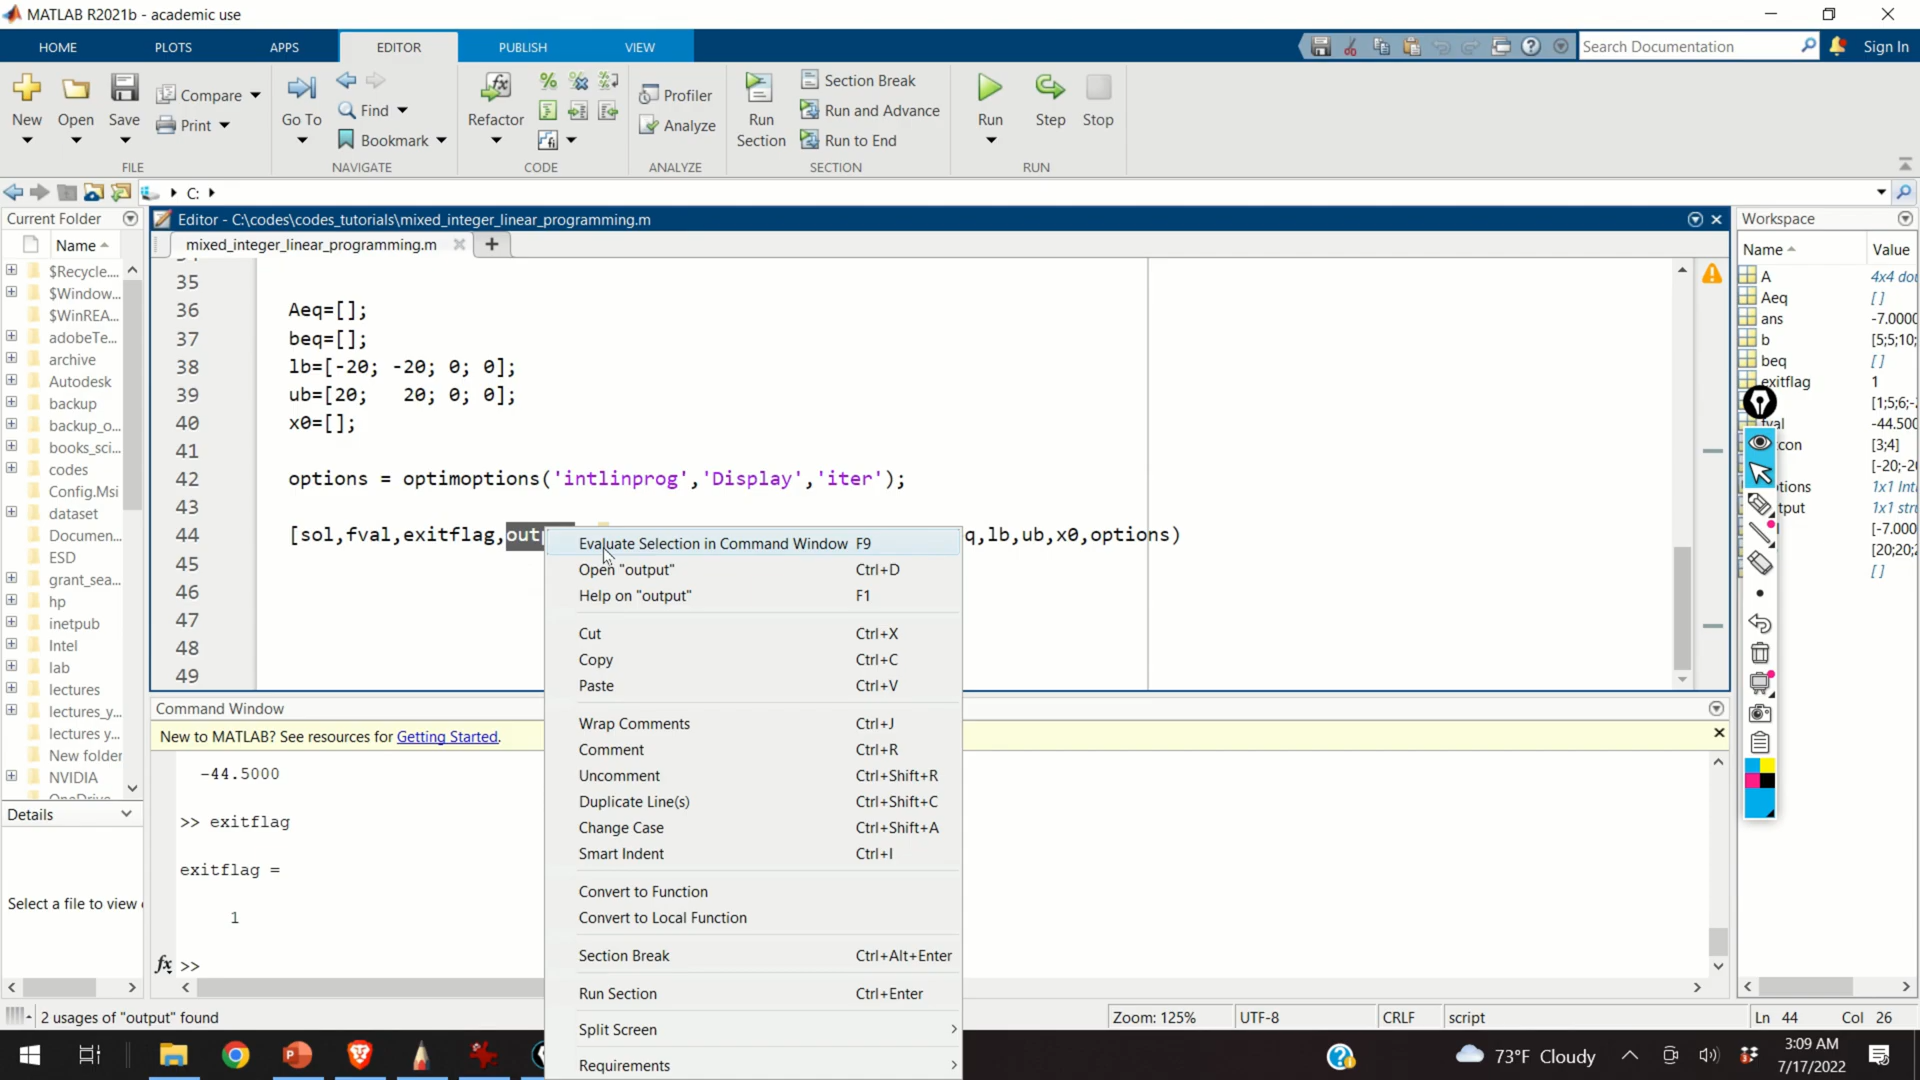 MATLAB R2021b - academic use
HOME PLOTS APPS EDITOR PUBLISH VIEW Search Documentation Sign In
New Open Save Compare Print Go To Find Bookmark Refactor Profiler Analyze Run Section Section Break Run and Advance Run to End Run Step Stop
FILE NAVIGATE CODE ANALYZE SECTION RUN
C:
Current Folder
Name
$Recycle....
$Window...
$WinREA...
adobeTe...
archive
Autodesk
backup
backup_o...
books_sci...
codes
Config.Msi
dataset
Documen...
ESD
grant_sea...
hp
inetpub
Intel
lab
lectures
lectures_y...
lectures y...
New folder
NVIDIA
Details
Select a file to view
Editor - C:\codes\codes_tutorials\mixed_integer_linear_programming.m
mixed_integer_linear_programming.m
35
36 Aeq=[];
37 beq=[];
38 lb=[-20; -20; 0; 0];
39 ub=[20; 20; 0; 0];
40 x0=[];
41
42 options = optimoptions('intlinprog','Display','iter');
43
44 [sol,fval,exitflag,outp q,lb,ub,x0,options)
45
46
47
48
49
Evaluate Selection in Command Window F9
Open "output" Ctrl+D
Help on "output" F1
Cut Ctrl+X
Copy Ctrl+C
Paste Ctrl+V
Wrap Comments Ctrl+J
Comment Ctrl+R
Uncomment Ctrl+Shift+R
Duplicate Line(s) Ctrl+Shift+C
Change Case Ctrl+Shift+A
Smart Indent Ctrl+I
Convert to Function
Convert to Local Function
Section Break Ctrl+Alt+Enter
Run Section Ctrl+Enter
Split Screen
Requirements
Command Window
New to MATLAB? See resources for Getting Started.
-44.5000
>> exitflag
exitflag =
1
fx >>
Workspace
Name Value
A 4x4 dou
Aeq []
ans -7.0000
b [5;5;10;
beq []
exitflag 1
[1;5;6;-
fval -44.500
con [3;4]
[-20;-20
tions 1x1 Int
tput 1x1 stru
[-7.000
[20;20;
[]
2 usages of "output" found
Zoom: 125% UTF-8 CRLF script Ln 44 Col 26
73°F Cloudy
3:09 AM
7/17/2022